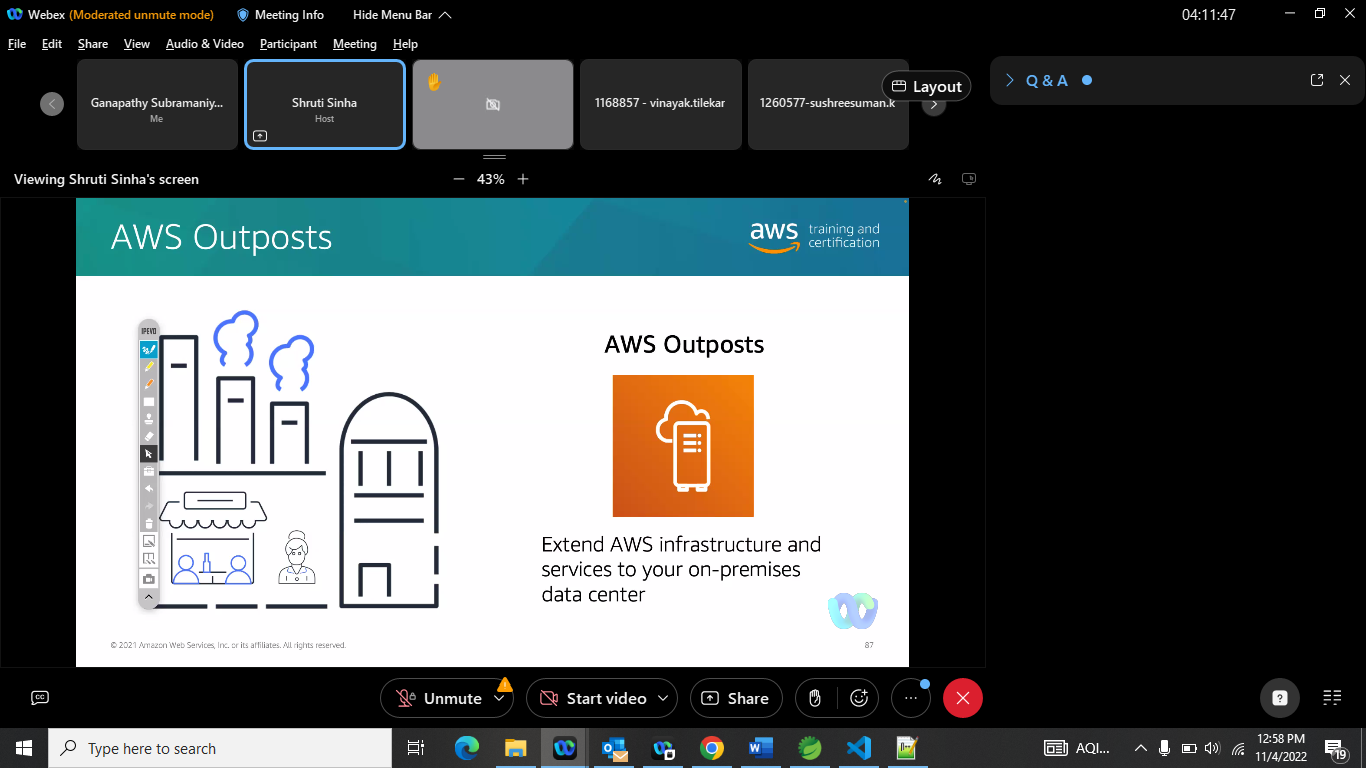 Webex (Moderated unmute mode) Meeting Info Hide Menu Bar 04:11:47
File Edit Share View Audio & Video Participant Meeting Help
Ganapathy Subramaniy...
Me
Shruti Sinha
Host
1168857 - vinayak.tilekar
1260577-sushreesuman.k
Layout
Q & A
Viewing Shruti Sinha's screen
43%
AWS Outposts
aws training and
certification
IPEVO
AWS Outposts
Extend AWS infrastructure and
services to your on-premises
data center
© 2021 Amazon Web Services, Inc. or its affiliates. All rights reserved.
87
CC
Unmute Start video Share
Type here to search
AQI...
12:58 PM
11/4/2022
19